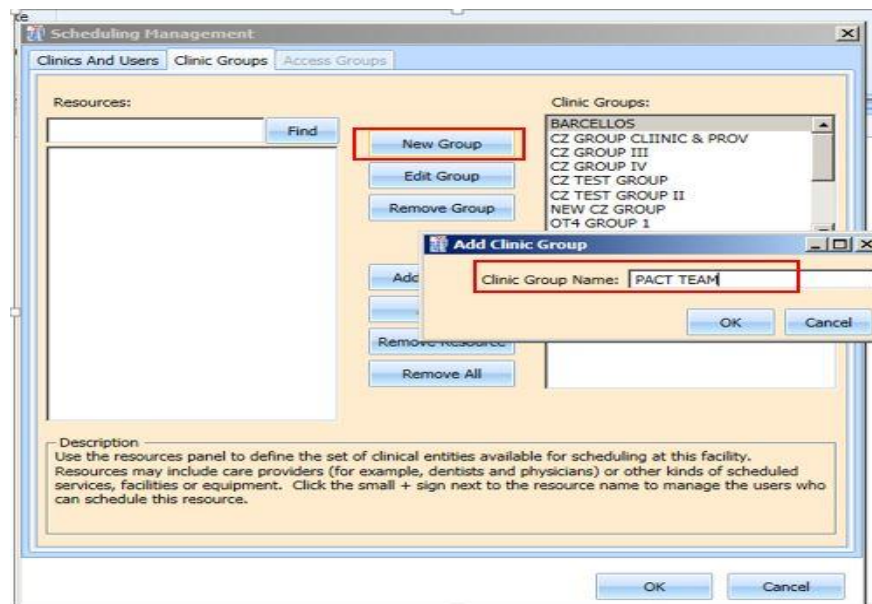 te
Scheduling Management
Clinics And Users Clinic Groups Access Groups
Resources:
Clinic Groups:
Find
New Group
Edit Group
Remove Group
BARCELLOS
CZ GROUP CLIINIC & PROV
CZ GROUP III
CZ GROUP IV
CZ TEST GROUP
CZ TEST GROUP II
NEW CZ GROUP
OT4 GROUP 1
Add Clinic Group
Clinic Group Name: PACT TEAM
OK Cancel
Add
Remove Resource
Remove All
Description
Use the resources panel to define the set of clinical entities available for scheduling at this facility.
Resources may include care providers (for example, dentists and physicians) or other kinds of scheduled
services, facilities or equipment. Click the small + sign next to the resource name to manage the users who
can schedule this resource.
OK Cancel